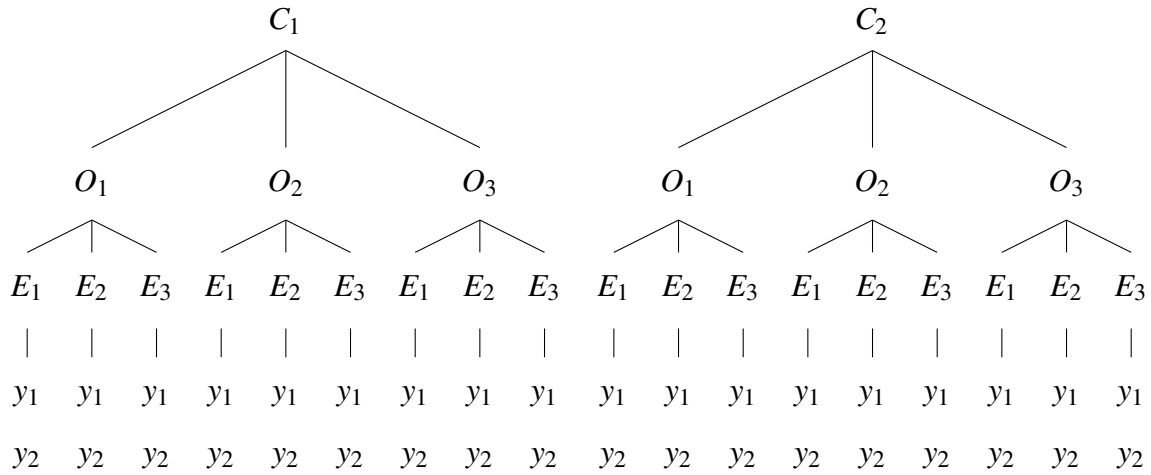 C₁ C₂
O₁ O₂ O₃ O₁ O₂ O₃
E₁ E₂ E₃ E₁ E₂ E₃ E₁ E₂ E₃ E₁ E₂ E₃ E₁ E₂ E₃ E₁ E₂ E₃
y₁ y₁ y₁ y₁ y₁ y₁ y₁ y₁ y₁ y₁ y₁ y₁ y₁ y₁ y₁ y₁ y₁ y₁
y₂ y₂ y₂ y₂ y₂ y₂ y₂ y₂ y₂ y₂ y₂ y₂ y₂ y₂ y₂ y₂ y₂ y₂